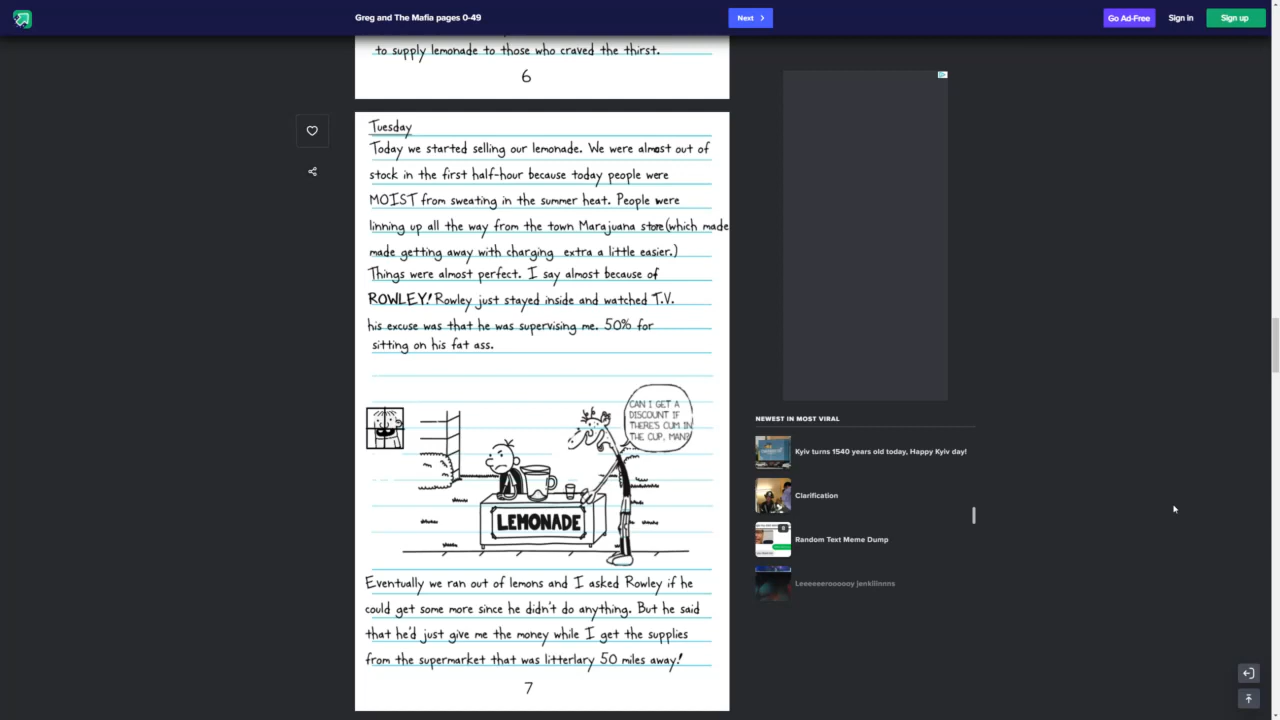 Greg and The Mafia pages 0-49
Next
Go Ad-Free
Sign in
Sign up
to supply lemonade to those who craved the thirst.
6
Tuesday
Today we started selling our lemonade. We were almost out of
stock in the first half-hour because today people were
MOIST from sweating in the summer heat. People were
linning up all the way from the town Marajuana store(which made
made getting away with charging extra a little easier.)
Things were almost perfect. I say almost because of
ROWLEY! Rowley just stayed inside and watched T.V.
his excuse was that he was supervising me. 50% for
sitting on his fat ass.
CAN I GET A
DISCOUNT IF
THERE'S CUM IN
THE CUP, MAN?
LEMONADE
Eventually we ran out of lemons and I asked Rowley if he
could get some more since he didn't do anything. But he said
that he'd just give me the money while I get the supplies
from the supermarket that was litterlary 50 miles away!
7
NEWEST IN MOST VIRAL
Kyiv turns 1540 years old today, Happy Kyiv day!
Clarification
Random Text Meme Dump
Leeeeeeroooooy jenkiiinnns